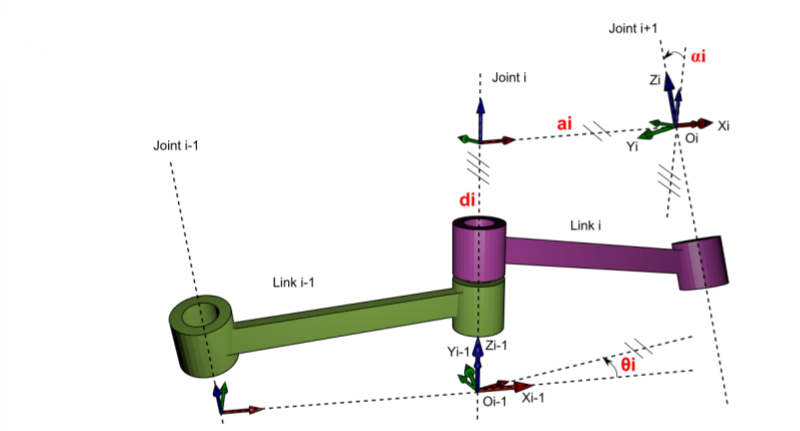 Joint i+1
αi
Joint i
Zi
ai
Xi
Oi
Yi
Joint i-1
di
Link i
Link i-1
Yi-1
Zi-1
θi
Oi-1
Xi-1